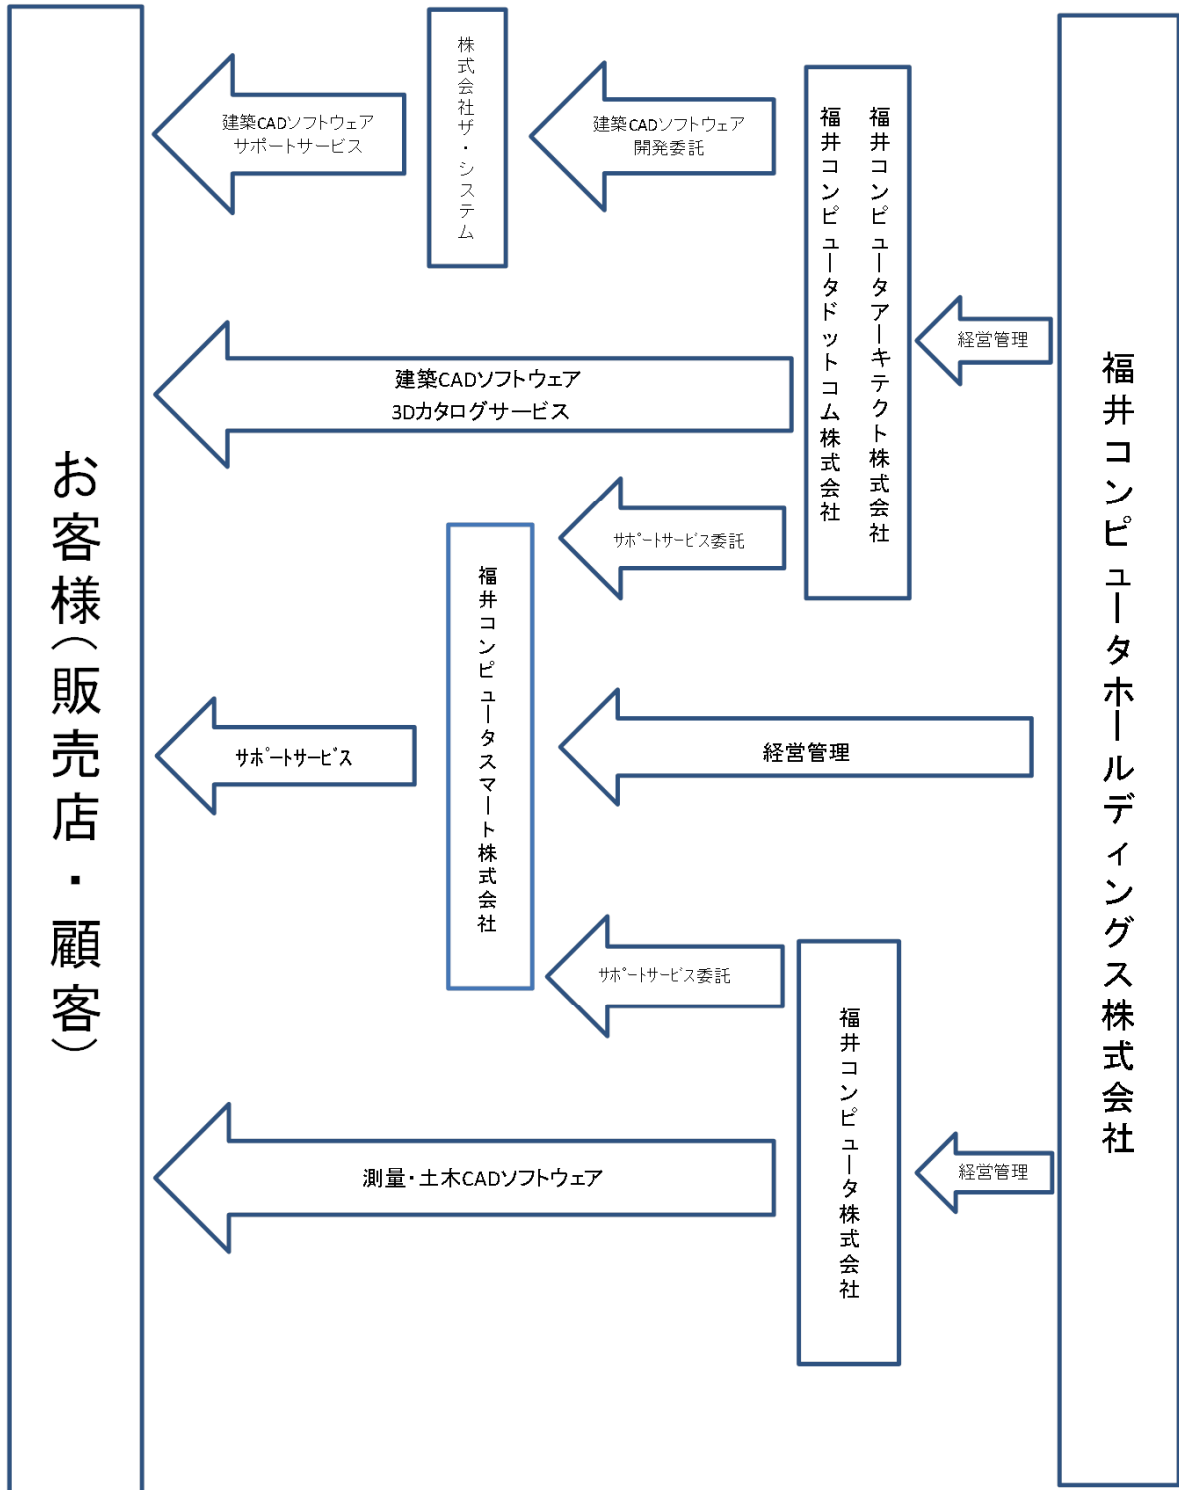 株式会社ザ・システム
建築CADソフトウェア
サポートサービス
建築CADソフトウェア
開発委託
福井コンピュータアーキテクト株式会社
福井コンピュータドットコム株式会社
経営管理
建築CADソフトウェア
3Dカタログサービス
サポートサービス委託
福井コンピュータホールディングス株式会社
お客様(販売店・顧客)
福井コンピュータスマート株式会社
サポートサービス
経営管理
サポートサービス委託
福井コンピュータ株式会社
測量・土木CADソフトウェア
経営管理